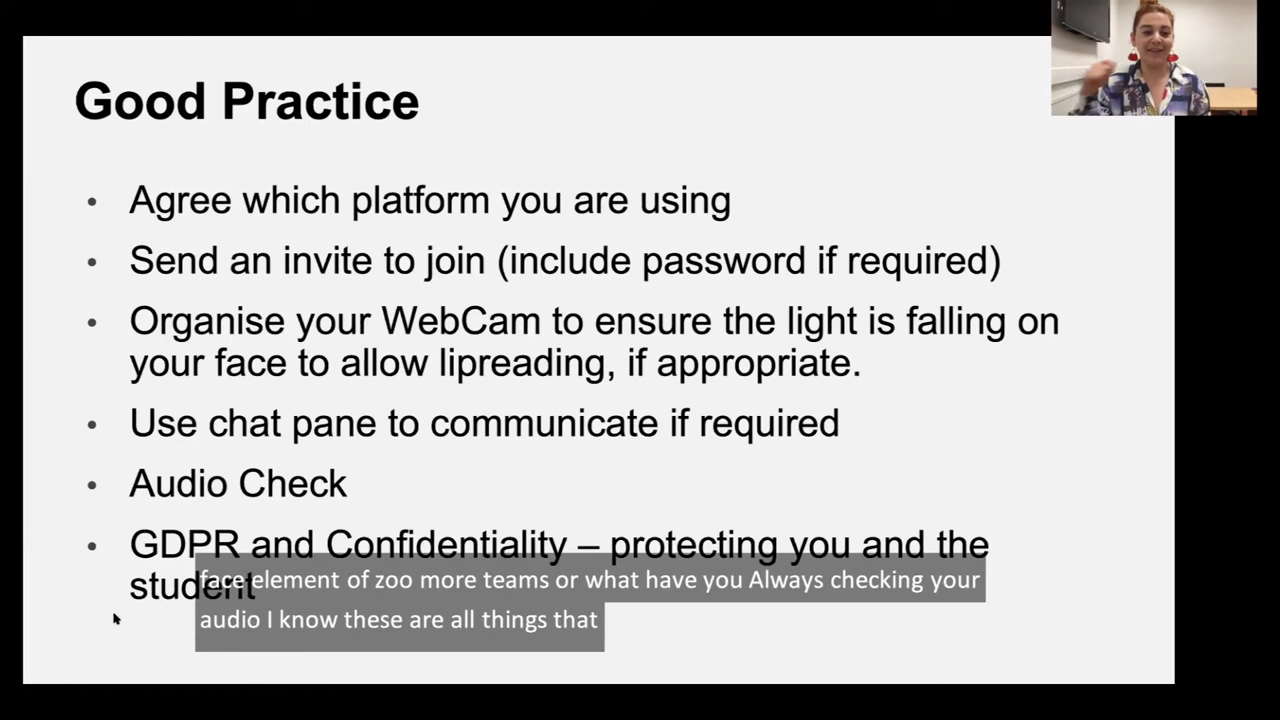 Good Practice
• Agree which platform you are using
• Send an invite to join (include password if required)
• Organise your WebCam to ensure the light is falling on
your face to allow lipreading, if appropriate.
• Use chat pane to communicate if required
• Audio Check
• GDPR and Confidentiality – protecting you and the
student
face element of zoo more teams or what have you Always checking your
audio I know these are all things that